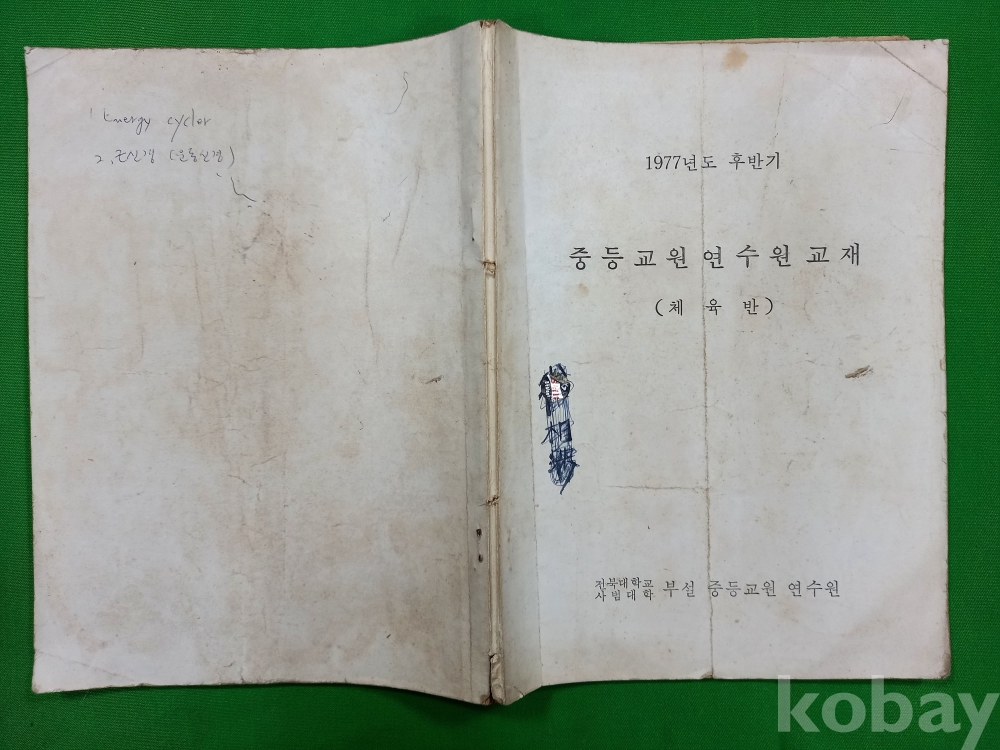 1 Energy cycler
2, 드신경 (운동신경)
1977년도 후반기
중등교원연수원교재
(체 육 반)
전북대학교
사범대학 부설 중등교원 연수원
kobay